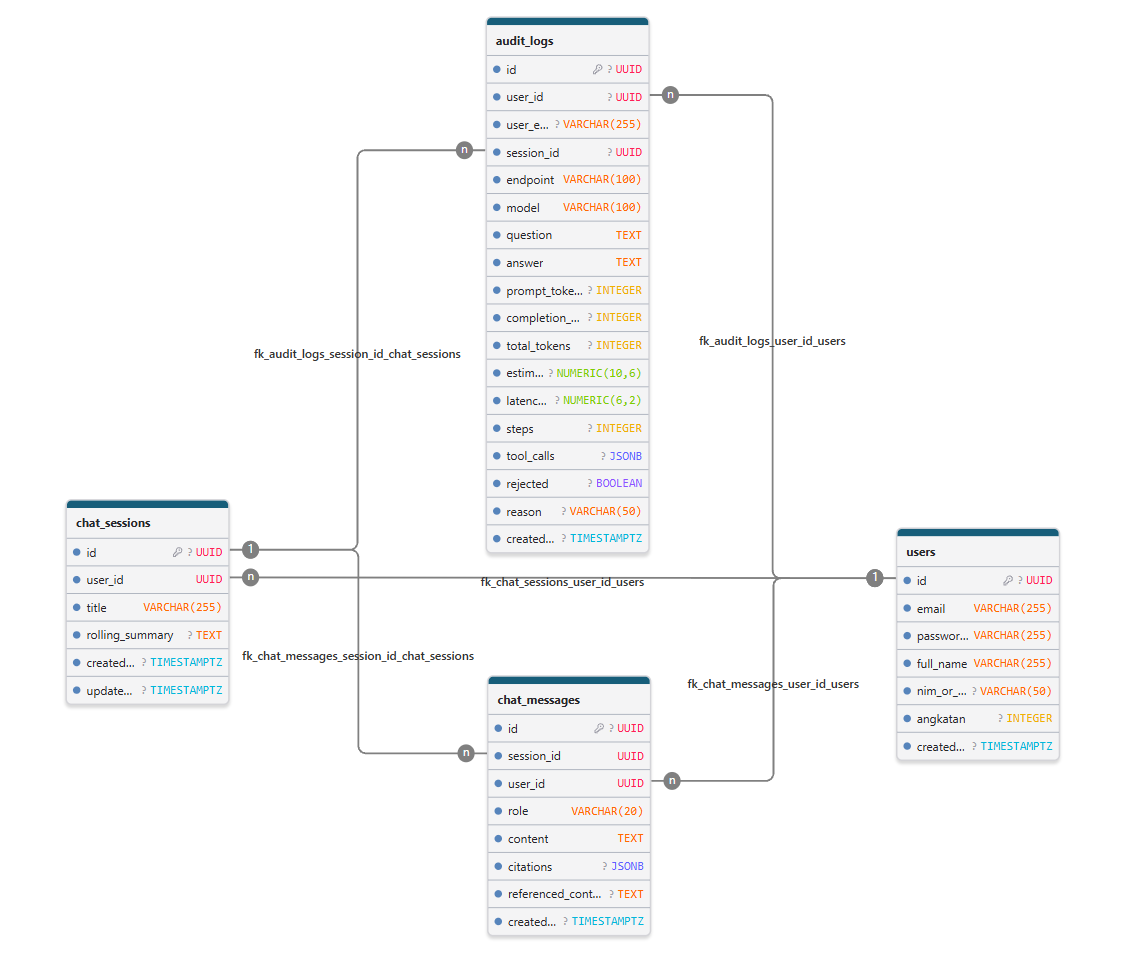 audit_logs
id ? UUID
user_id ? UUID
user_e... ? VARCHAR(255)
session_id ? UUID
endpoint VARCHAR(100)
model VARCHAR(100)
question TEXT
answer TEXT
prompt_toke... ? INTEGER
completion_... ? INTEGER
total_tokens ? INTEGER
estim... ? NUMERIC(10,6)
latenc... ? NUMERIC(6,2)
steps ? INTEGER
tool_calls ? JSONB
rejected ? BOOLEAN
reason ? VARCHAR(50)
created... ? TIMESTAMPTZ
n
n
fk_audit_logs_session_id_chat_sessions
fk_audit_logs_user_id_users
chat_sessions
id ? UUID
user_id UUID
title VARCHAR(255)
rolling_summary ? TEXT
created... ? TIMESTAMPTZ
update... ? TIMESTAMPTZ
1
n
fk_chat_sessions_user_id_users
1
users
id ? UUID
email VARCHAR(255)
passwor... VARCHAR(255)
full_name VARCHAR(255)
nim_or_... ? VARCHAR(50)
angkatan ? INTEGER
created... ? TIMESTAMPTZ
fk_chat_messages_session_id_chat_sessions
fk_chat_messages_user_id_users
chat_messages
id ? UUID
session_id UUID
user_id UUID
role VARCHAR(20)
content TEXT
citations ? JSONB
referenced_cont... ? TEXT
created... ? TIMESTAMPTZ
n
n